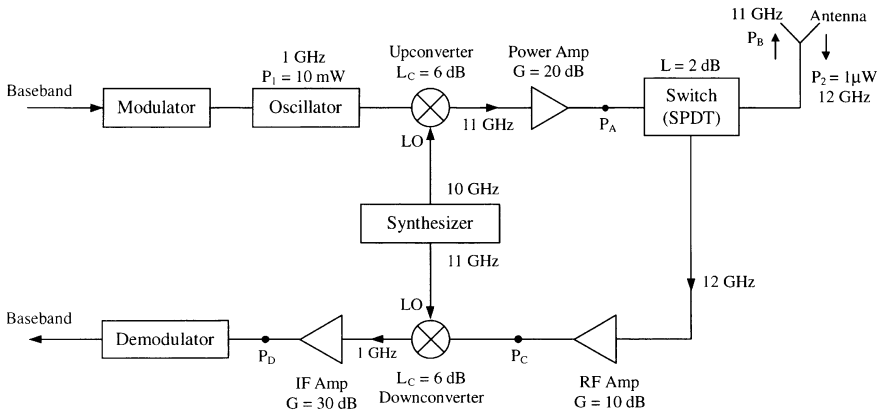 11 GHz
Antenna
P_B
1 GHz
P₁ = 10 mW
Upconverter
L_C = 6 dB
Power Amp
G = 20 dB
L = 2 dB
P₂ = 1μW
12 GHz
Baseband
Modulator
Oscillator
11 GHz
P_A
Switch
(SPDT)
LO
10 GHz
Synthesizer
11 GHz
12 GHz
LO
Baseband
Demodulator
P_D
1 GHz
P_C
IF Amp
G = 30 dB
L_C = 6 dB
Downconverter
RF Amp
G = 10 dB